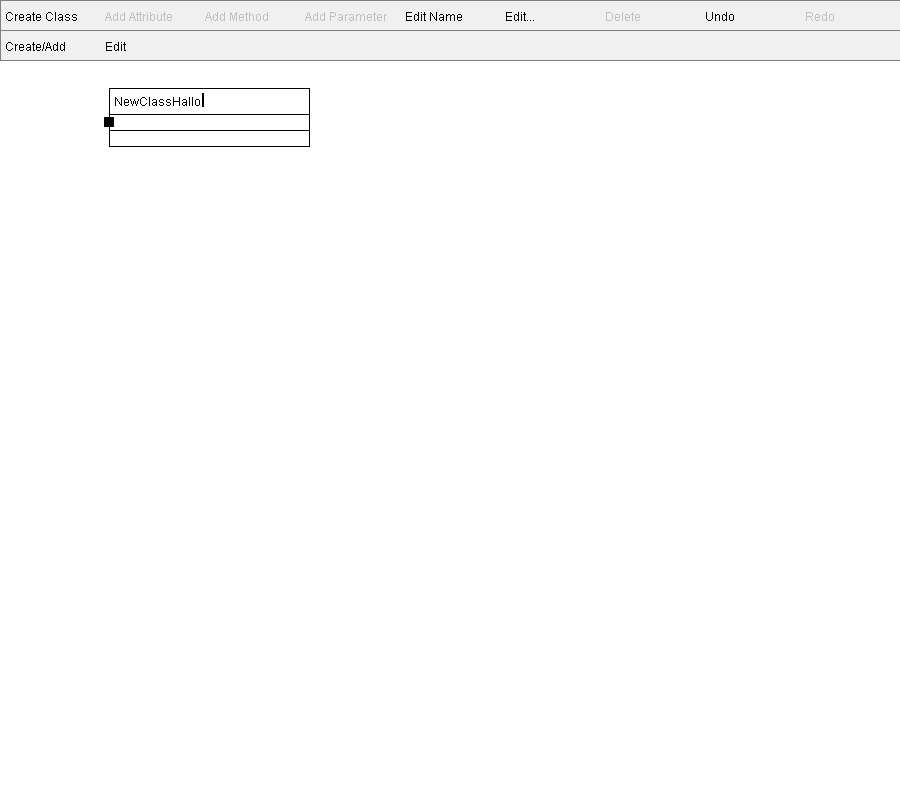 Create Class Add Attribute Add Method Add Parameter Edit Name Edit... Delete Undo Redo
Create/Add Edit
NewClassHallo